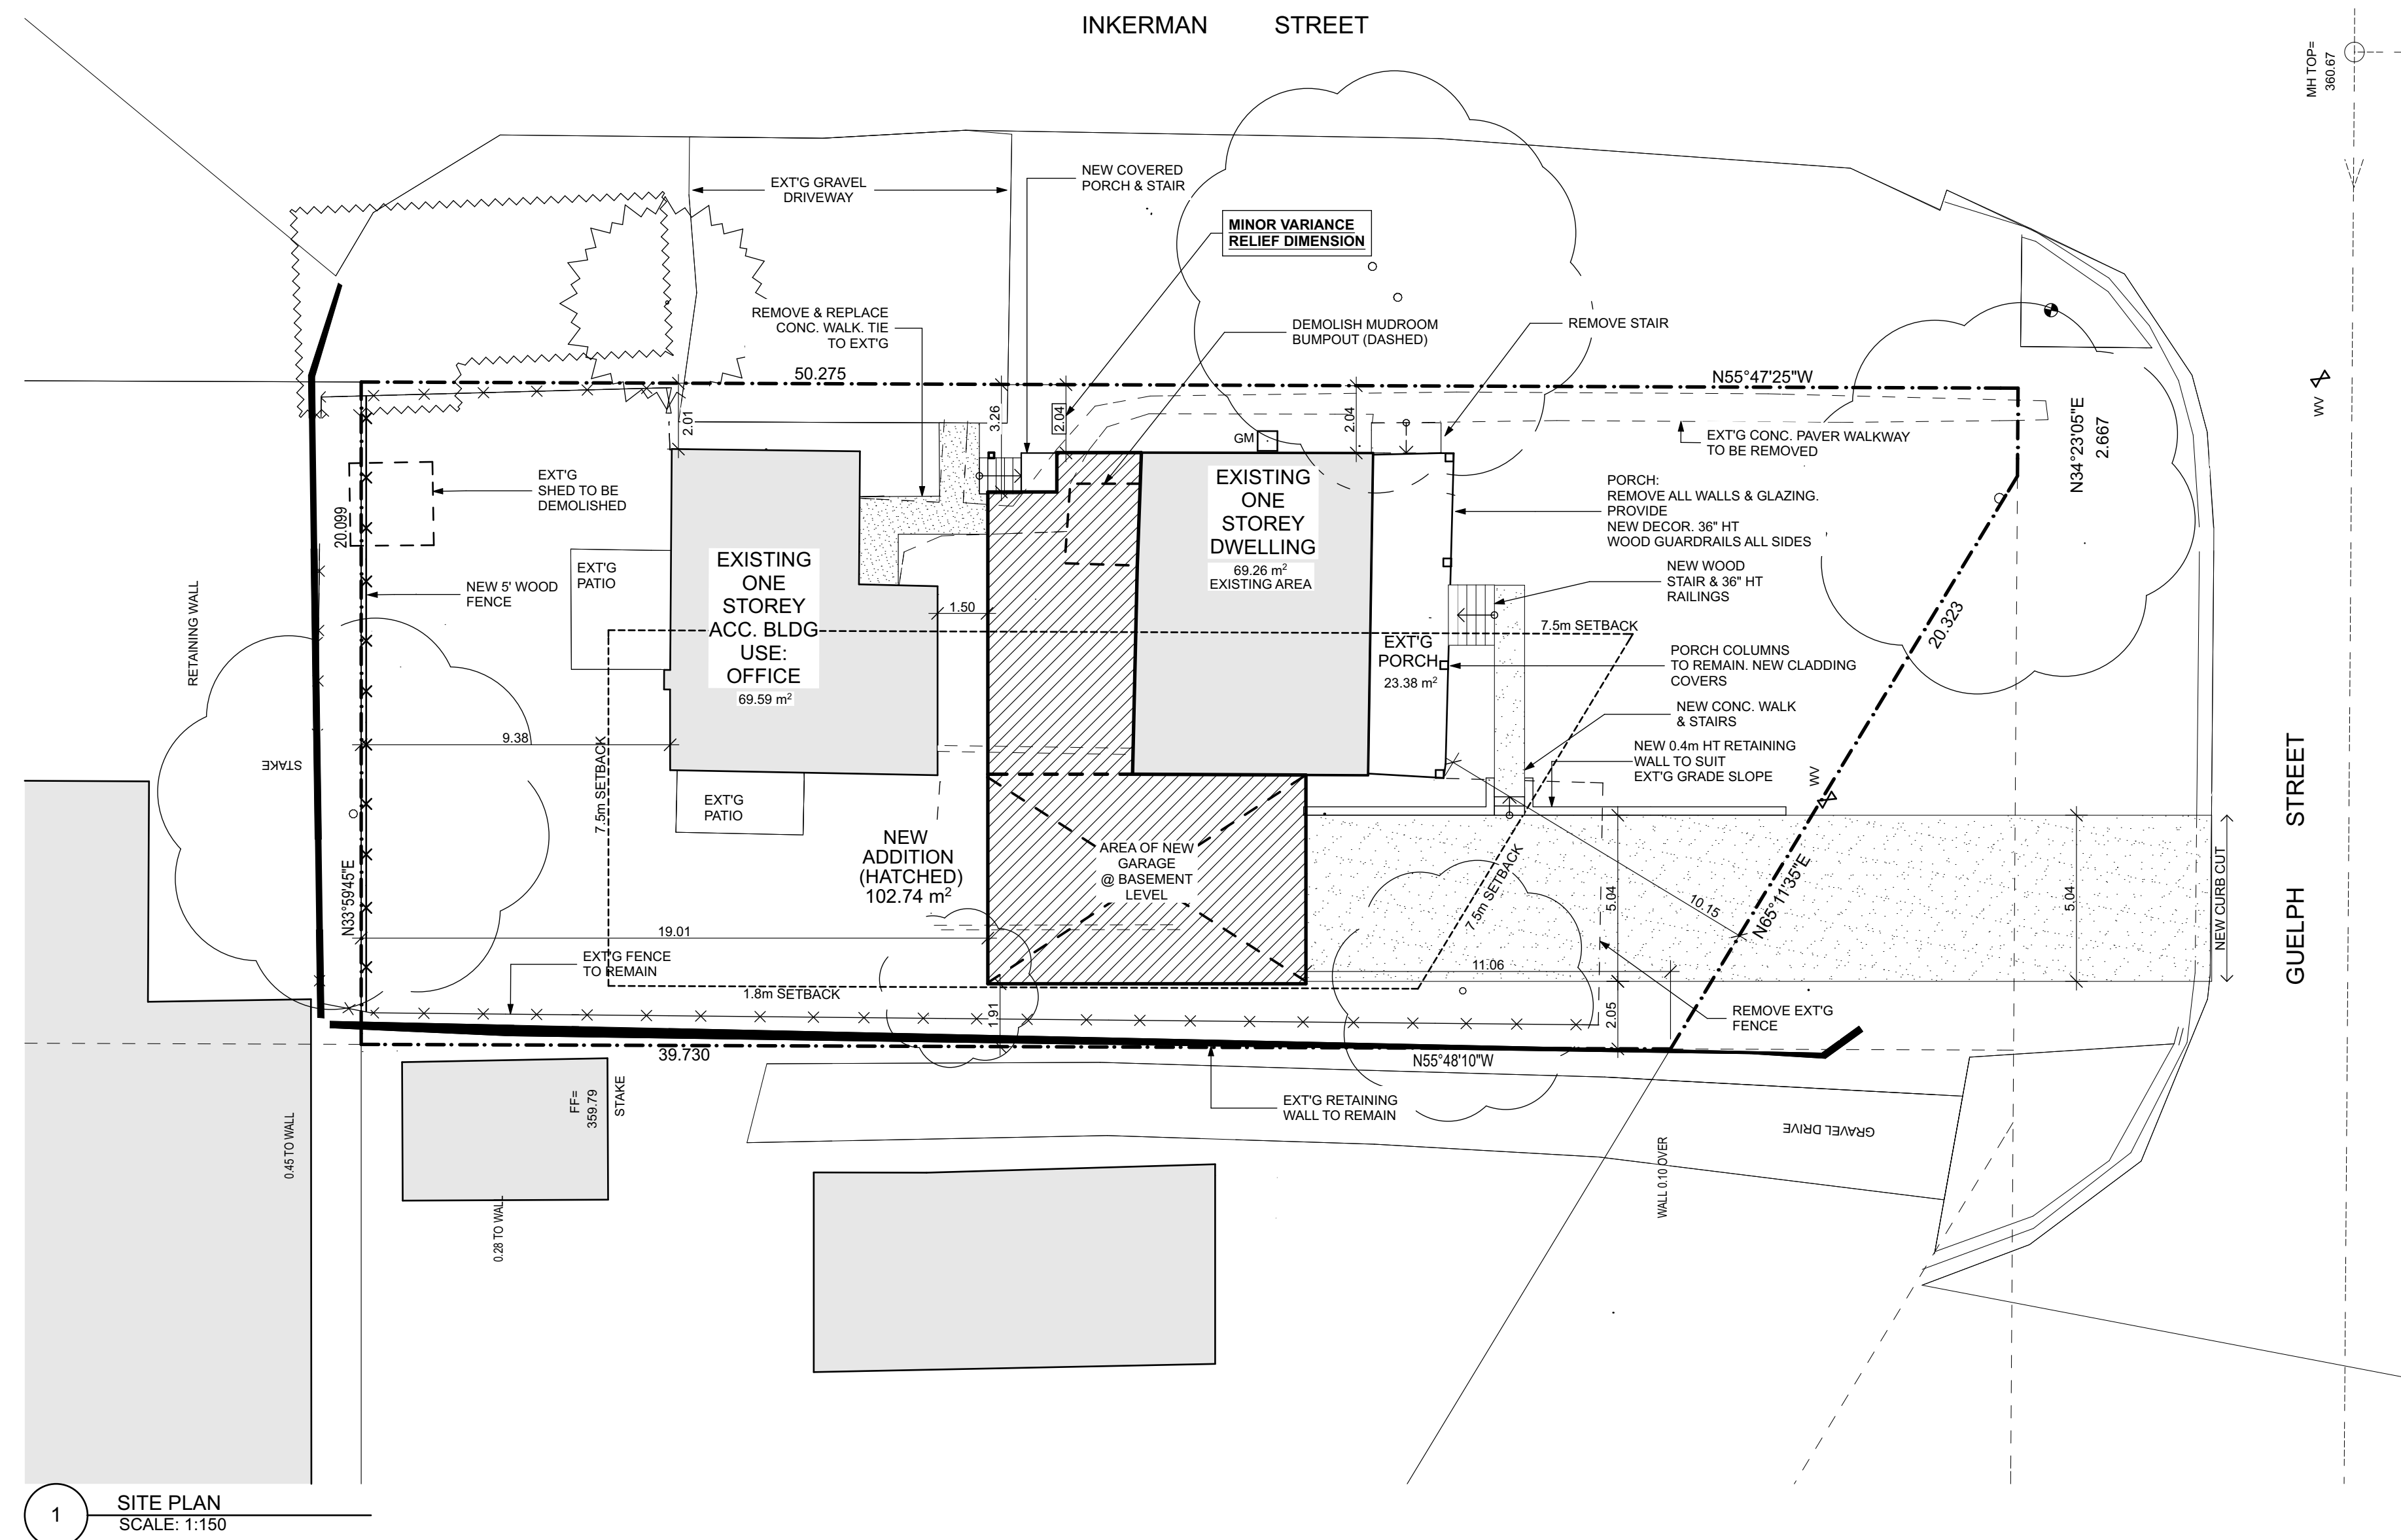 INKERMAN STREET
MH TOP=
360.67
EXT'G GRAVEL
DRIVEWAY
NEW COVERED
PORCH & STAIR
MINOR VARIANCE
RELIEF DIMENSION
REMOVE & REPLACE
CONC. WALK. TIE
TO EXT'G
DEMOLISH MUDROOM
BUMPOUT (DASHED)
REMOVE STAIR
50.275
N55°47'25"W
WV
2.01
3.26
2.04
2.04
GM
N34°23'05"E
2.667
EXT'G CONC. PAVER WALKWAY
TO BE REMOVED
EXT'G
SHED TO BE
DEMOLISHED
20.099
EXISTING
ONE
STOREY
DWELLING
69.26 m²
EXISTING AREA
PORCH:
REMOVE ALL WALLS & GLAZING.
PROVIDE
NEW DECOR. 36" HT
WOOD GUARDRAILS ALL SIDES
NEW WOOD
STAIR & 36" HT
RAILINGS
EXT'G
PATIO
EXISTING
ONE
STOREY
ACC. BLDG
USE:
OFFICE
69.59 m²
NEW 5' WOOD
FENCE
RETAINING WALL
1.50
7.5m SETBACK
20.323
EXT'G
PORCH
23.38 m²
PORCH COLUMNS
TO REMAIN. NEW CLADDING
COVERS
NEW CONC. WALK
& STAIRS
NEW 0.4m HT RETAINING
WALL TO SUIT
EXT'G GRADE SLOPE
9.38
7.5m SETBACK
STAKE
WV
EXT'G
PATIO
NEW
ADDITION
(HATCHED)
102.74 m²
AREA OF NEW
GARAGE
@ BASEMENT
LEVEL
7.5m SETBACK
5.04
10.15
N65°11'35"E
5.04
NEW CURB CUT
GUELPH STREET
N33°59'45"E
19.01
EXT'G FENCE
TO REMAIN
11.06
1.8m SETBACK
1.91
2.05
REMOVE EXT'G
FENCE
39.730
N55°48'10"W
FF=
359.79
STAKE
EXT'G RETAINING
WALL TO REMAIN
GRAVEL DRIVE
0.45 TO WALL
0.28 TO WALL
WALL 0.10 OVER
1
SITE PLAN
SCALE: 1:150